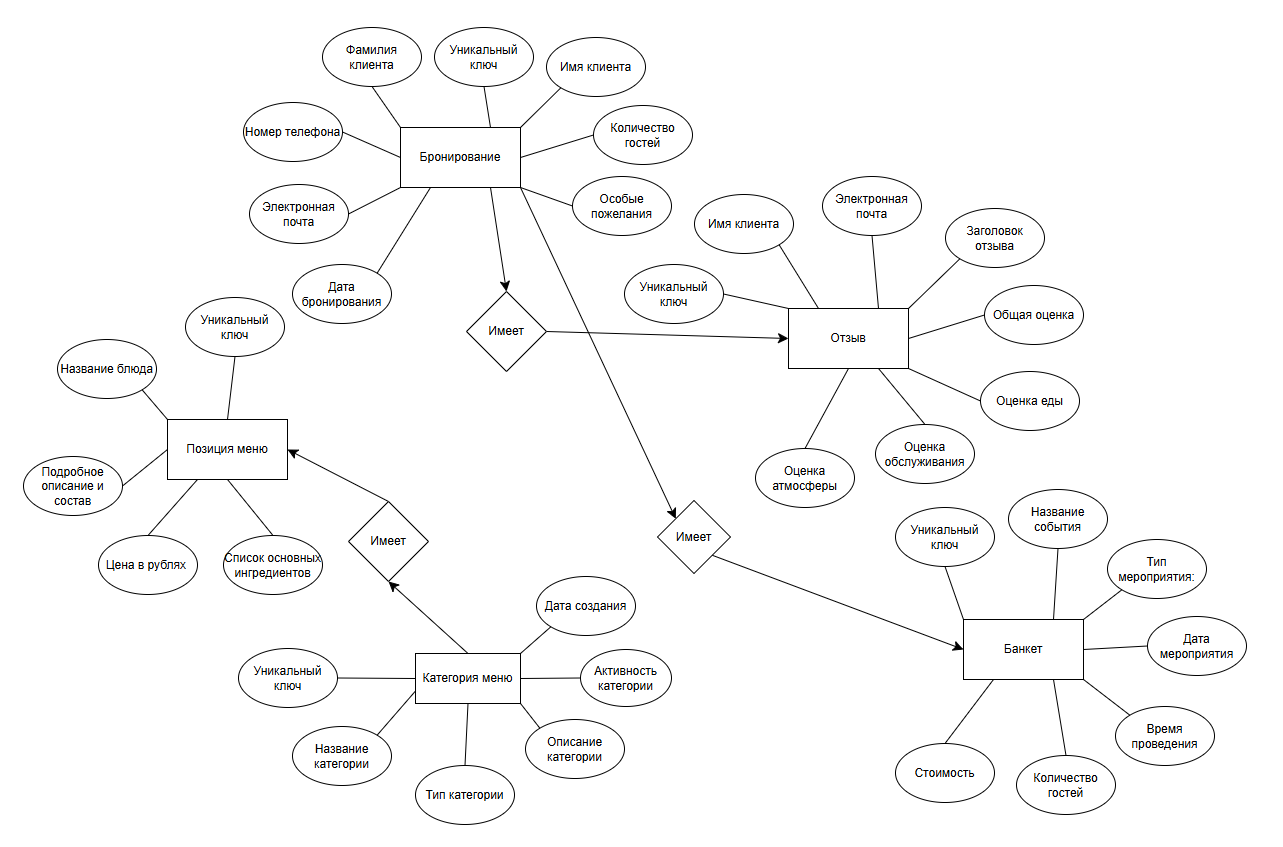 Фамилия
клиента
Уникальный
ключ
Имя клиента
Номер телефона
Количество
гостей
Бронирование
Электронная
почта
Особые
пожелания
Дата
бронирования
Имеет
Имя клиента
Электронная
почта
Заголовок
отзыва
Уникальный
ключ
Общая оценка
Отзыв
Оценка еды
Оценка
обслуживания
Оценка
атмосферы
Уникальный
ключ
Название блюда
Позиция меню
Подробное
описание и
состав
Цена в рублях
Список основных
ингредиентов
Имеет
Имеет
Уникальный
ключ
Название
события
Тип
мероприятия:
Дата
мероприятия
Банкет
Время
проведения
Стоимость
Количество
гостей
Дата создания
Уникальный
ключ
Категория меню
Активность
категории
Название
категории
Описание
категории
Тип категории